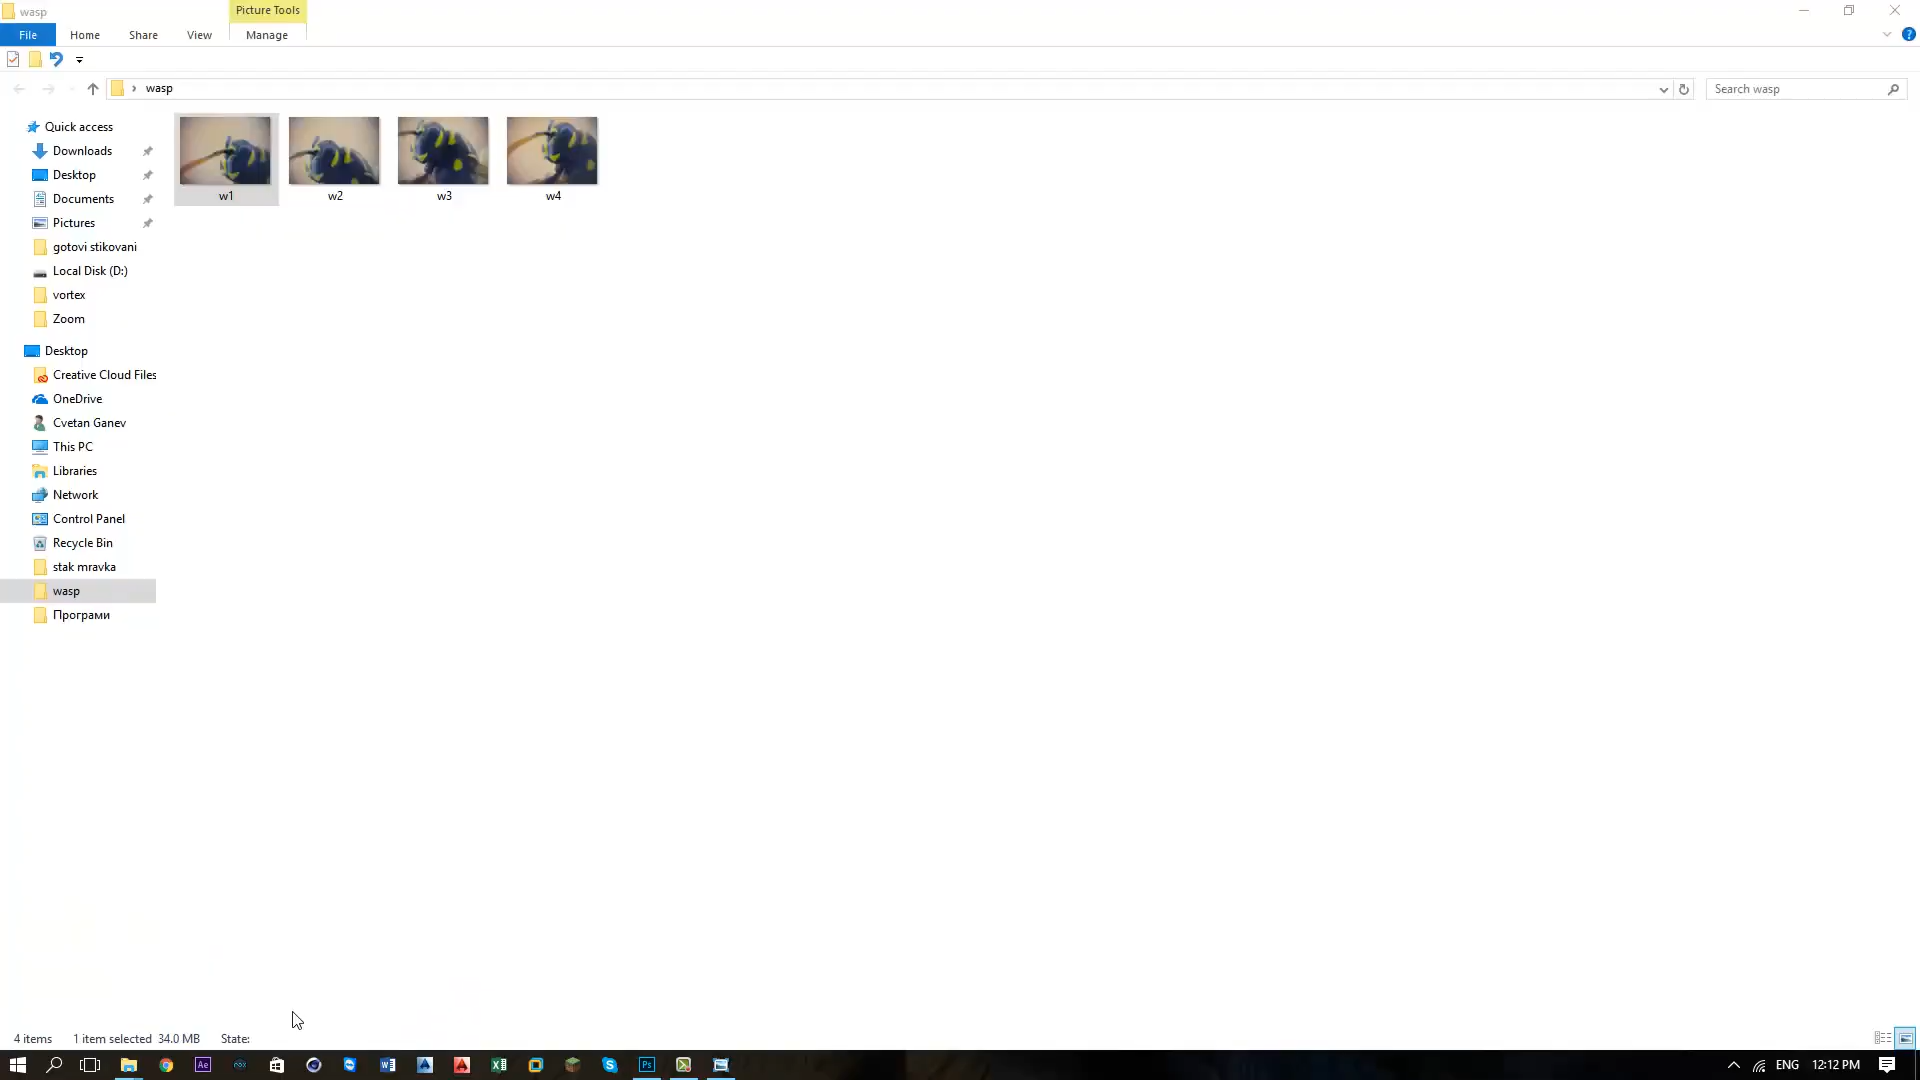 wasp
Picture Tools
File
Home
Share
View
Manage
wasp
Search wasp
Quick access
Downloads
Desktop
Documents
Pictures
gotovi stikovani
Local Disk (D:)
vortex
Zoom
Desktop
Creative Cloud Files
OneDrive
Cvetan Ganev
This PC
Libraries
Network
Control Panel
Recycle Bin
stak mravka
wasp
Програми
w1
w2
w3
w4
4 items
1 item selected 34.0 MB
State:
Ae
Ps
ENG
12:12 PM